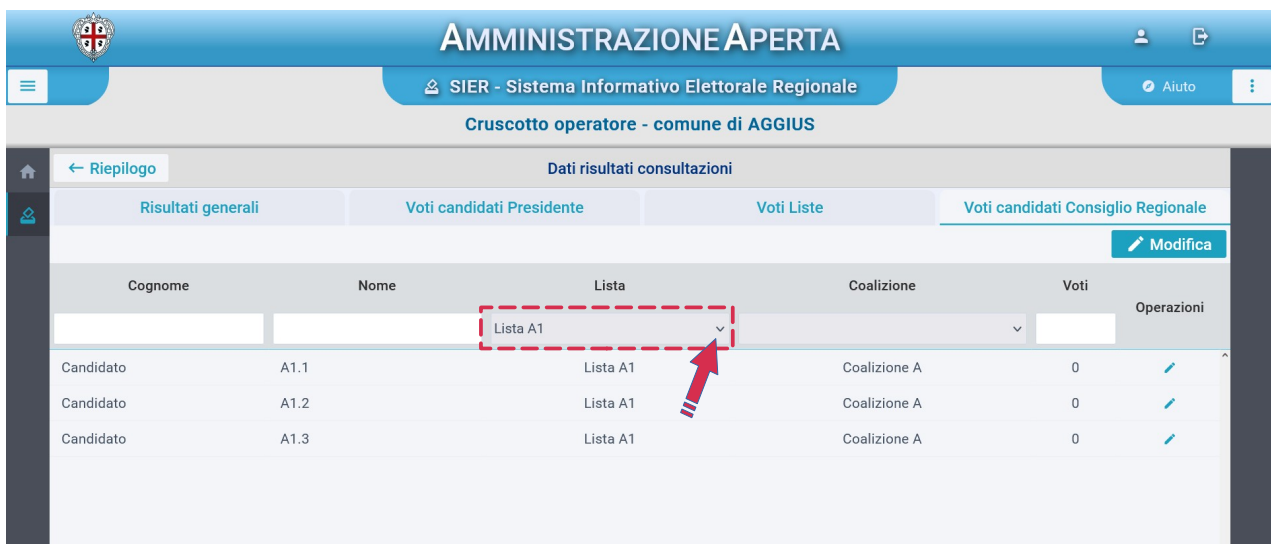 AMMINISTRAZIONE APERTA
SIER - Sistema Informativo Elettorale Regionale
Aiuto
Cruscotto operatore - comune di AGGIUS
← Riepilogo
Dati risultati consultazioni
Risultati generali
Voti candidati Presidente
Voti Liste
Voti candidati Consiglio Regionale
Modifica
Cognome Nome Lista Coalizione Voti Operazioni
Lista A1
Candidato A1.1 Lista A1 Coalizione A 0
Candidato A1.2 Lista A1 Coalizione A 0
Candidato A1.3 Lista A1 Coalizione A 0